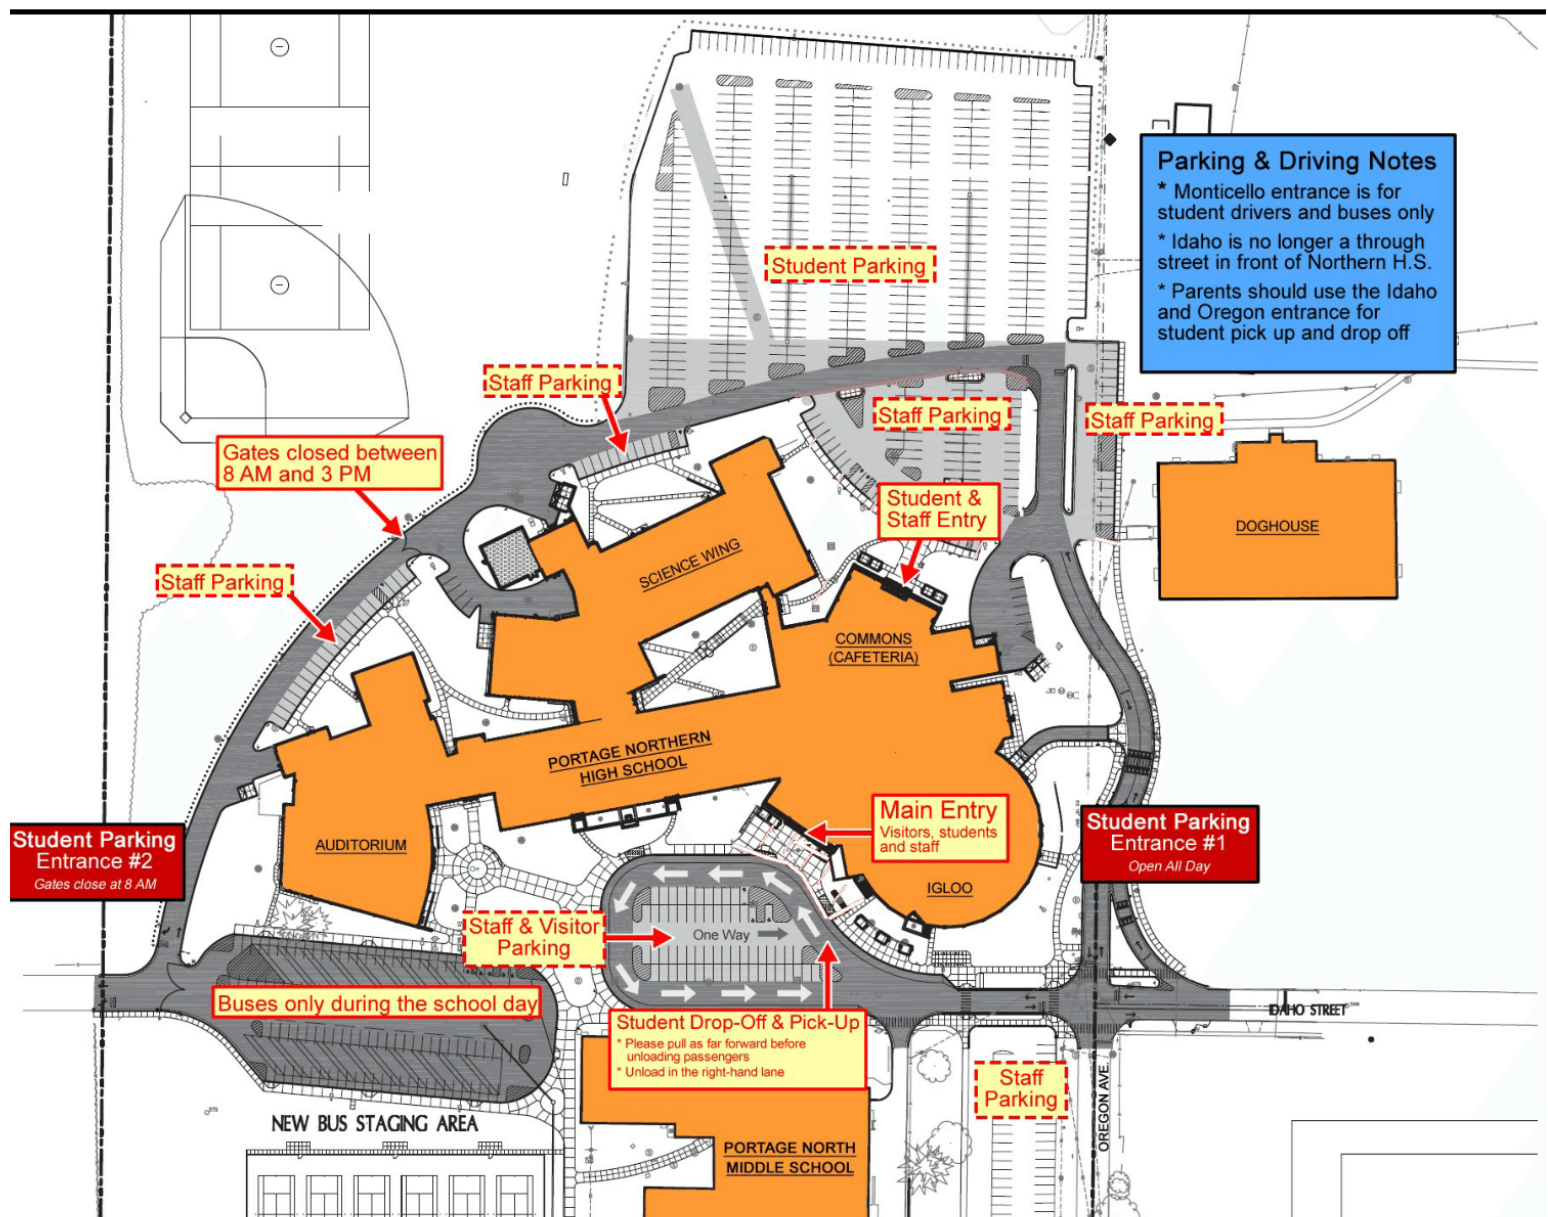 Parking & Driving Notes
* Monticello entrance is for
student drivers and buses only
* Idaho is no longer a through
street in front of Northern H.S.
* Parents should use the Idaho
and Oregon entrance for
student pick up and drop off
Student Parking
Staff Parking
Staff Parking
Staff Parking
Gates closed between
8 AM and 3 PM
Student &
Staff Entry
DOGHOUSE
SCIENCE WING
Staff Parking
COMMONS
(CAFETERIA)
PORTAGE NORTHERN
HIGH SCHOOL
Main Entry
Visitors, students
and staff
Student Parking
Entrance #1
Open All Day
Student Parking
Entrance #2
Gates close at 8 AM
AUDITORIUM
IGLOO
Staff & Visitor
Parking
One Way
Buses only during the school day
IDAHO STREET
Student Drop-Off & Pick-Up
* Please pull as far forward before
unloading passengers
* Unload in the right-hand lane
Staff
Parking
OREGON AVE.
NEW BUS STAGING AREA
PORTAGE NORTH
MIDDLE SCHOOL